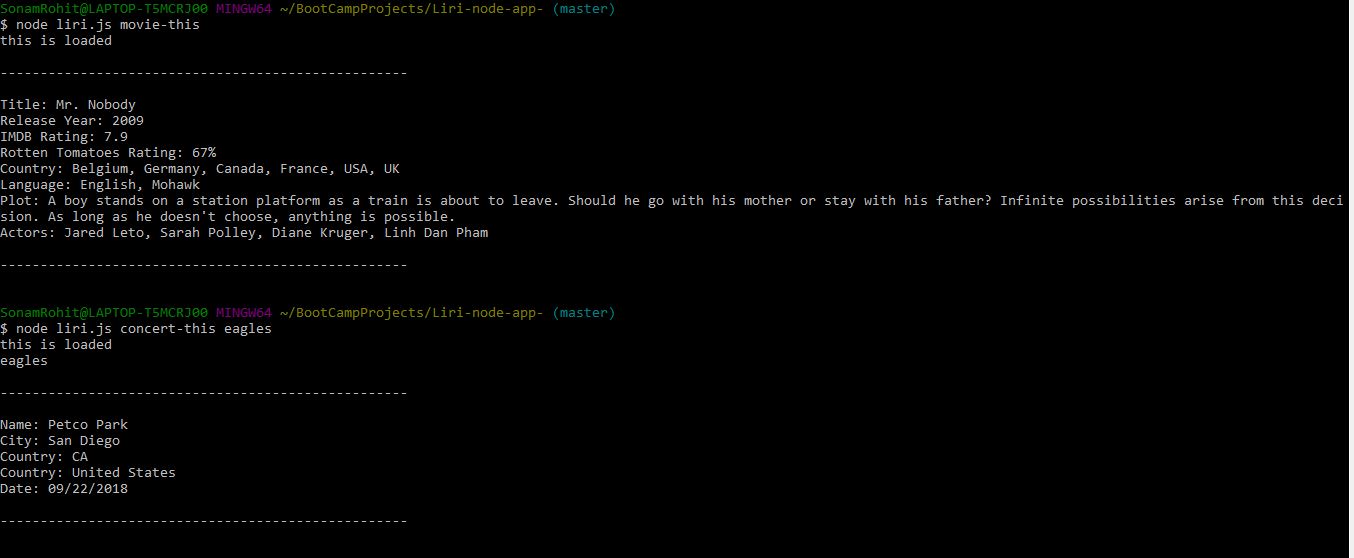 SonamRohit@LAPTOP-T5MCRJ00 MINGW64 ~/BootCampProjects/Liri-node-app- (master)
$ node liri.js movie-this
this is loaded
---------------------------------------------------
Title: Mr. Nobody
Release Year: 2009
IMDB Rating: 7.9
Rotten Tomatoes Rating: 67%
Country: Belgium, Germany, Canada, France, USA, UK
Language: English, Mohawk
Plot: A boy stands on a station platform as a train is about to leave. Should he go with his mother or stay with his father? Infinite possibilities arise from this deci
sion. As long as he doesn't choose, anything is possible.
Actors: Jared Leto, Sarah Polley, Diane Kruger, Linh Dan Pham
---------------------------------------------------
SonamRohit@LAPTOP-T5MCRJ00 MINGW64 ~/BootCampProjects/Liri-node-app- (master)
$ node liri.js concert-this eagles
this is loaded
eagles
---------------------------------------------------
Name: Petco Park
City: San Diego
Country: CA
Country: United States
Date: 09/22/2018
---------------------------------------------------